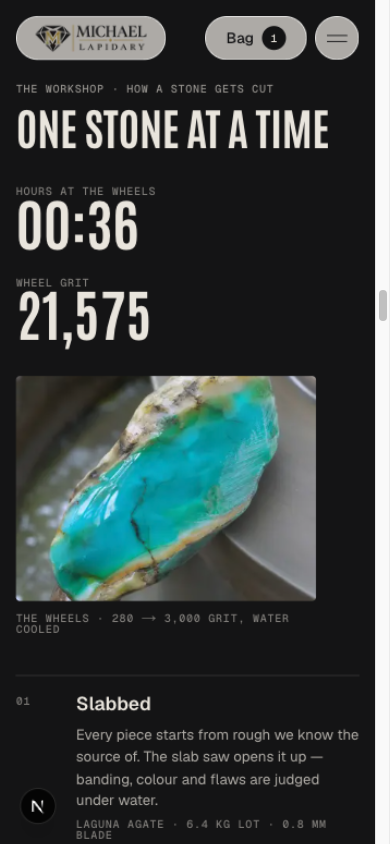 MICHAEL
LAPIDARY
Bag 1
THE WORKSHOP · HOW A STONE GETS CUT
ONE STONE AT A TIME
HOURS AT THE WHEELS
00:36
WHEEL GRIT
21,575
THE WHEELS · 280 ⟶ 3,000 GRIT, WATER
COOLED
01
Slabbed
Every piece starts from rough we know the
source of. The slab saw opens it up —
banding, colour and flaws are judged
under water.
N
LAGUNA AGATE · 6.4 KG LOT · 0.8 MM
BLADE